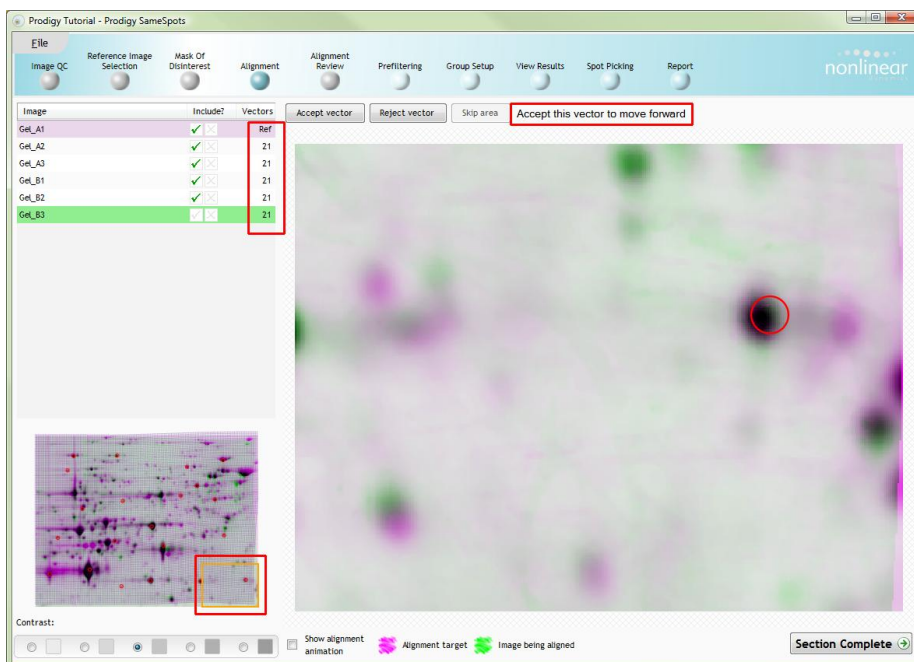 Prodigy Tutorial - Prodigy SameSpots
File
Image QC
Reference Image Selection
Mask Of Disinterest
Alignment
Alignment Review
Prefiltering
Group Setup
View Results
Spot Picking
Report
nonlinear
Image Include? Vectors
Gel_A1 Ref
Gel_A2 21
Gel_A3 21
Gel_B1 21
Gel_B2 21
Gel_B3 21
Accept vector
Reject vector
Skip area
Accept this vector to move forward
Contrast:
Show alignment
animation
Alignment target
Image being aligned
Section Complete